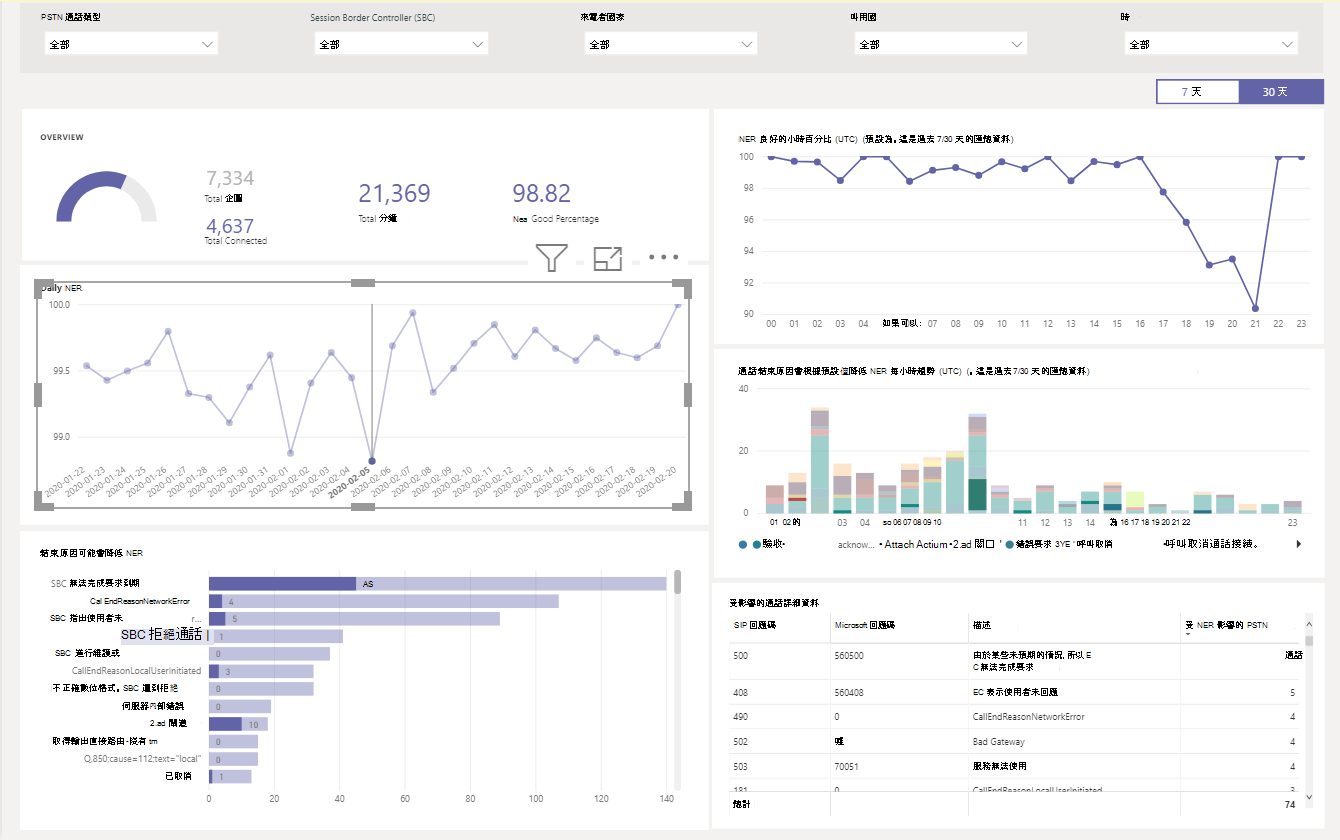 PSTN 通話類型
Session Border Controller (SBC)
來電者國家
叫用國
時
全部
全部
全部
全部
全部
7 天
30 天
OVERVIEW
7,334
Total 企圖
4,637
Total Connected
21,369
Total 分鐘
98.82
Nea Good Percentage
Daily NER
100.0
99.5
99.0
2020-01-22
2020-01-23
2020-01-24
2020-01-25
2020-01-26
2020-01-27
2020-01-28
2020-01-29
2020-01-30
2020-01-31
2020-02-01
2020-02-02
2020-02-03
2020-02-04
2020-02-05
2020-02-06
2020-02-07
2020-02-08
2020-02-09
2020-02-10
2020-02-11
2020-02-12
2020-02-13
2020-02-14
2020-02-15
2020-02-16
2020-02-17
2020-02-18
2020-02-19
2020-02-20
結束原因可能會降低 NER
SBC 無法完成要求到期
AS
Cal EndReasonNetworkError
4
SBC 指出使用者未 r...
5
SBC 拒絕通話
1
SBC 進行維護或
0
CallEndReasonLocalUserInitiated
3
不正確數位格式。SBC 遭到拒絕
0
伺服器內部錯誤
0
2.ad 關道
10
取得輸出直接路由-沒有 tm
0
Q.850;cause=112;text="local"
0
已取消
1
0 20 40 60 80 100 120 140
NER 良好的小時百分比 (UTC) (預設為。這是過去 7/30 天的匯總資料)
100
98
96
94
92
90
00 01 02 03 04 如果可以: 07 08 09 10 11 12 13 14 15 16 17 18 19 20 21 22 23
通話結束原因會根據預設值降低 NER 每小時趨勢 (UTC) (。這是過去 7/30 天的匯總資料)
40
20
0
01 02 的 03 04 so 06 07 08 09 10 11 12 13 14 為 16 17 18 19 20 21 22 23
驗收•
acknow...
• Attach Actium •2.ad 關口
錯誤要求 3YE "呼叫取消
•呼叫取消通話接續。
受影響的通話詳細資料
SIP 回應碼 Microsoft 回應碼 描述 受 NER 影響的 PSTN
通話
500 560500 由於某些未預期的情況, 所以 E
C 無法完成要求
408 560408 EC 表示使用者未回應 5
490 0 CallEndReasonNetworkError 4
502 喔 Bad Gateway 4
503 70051 服務無法使用 4
181 0 CallEndReasonLocalUserInitiated 3
總計 74